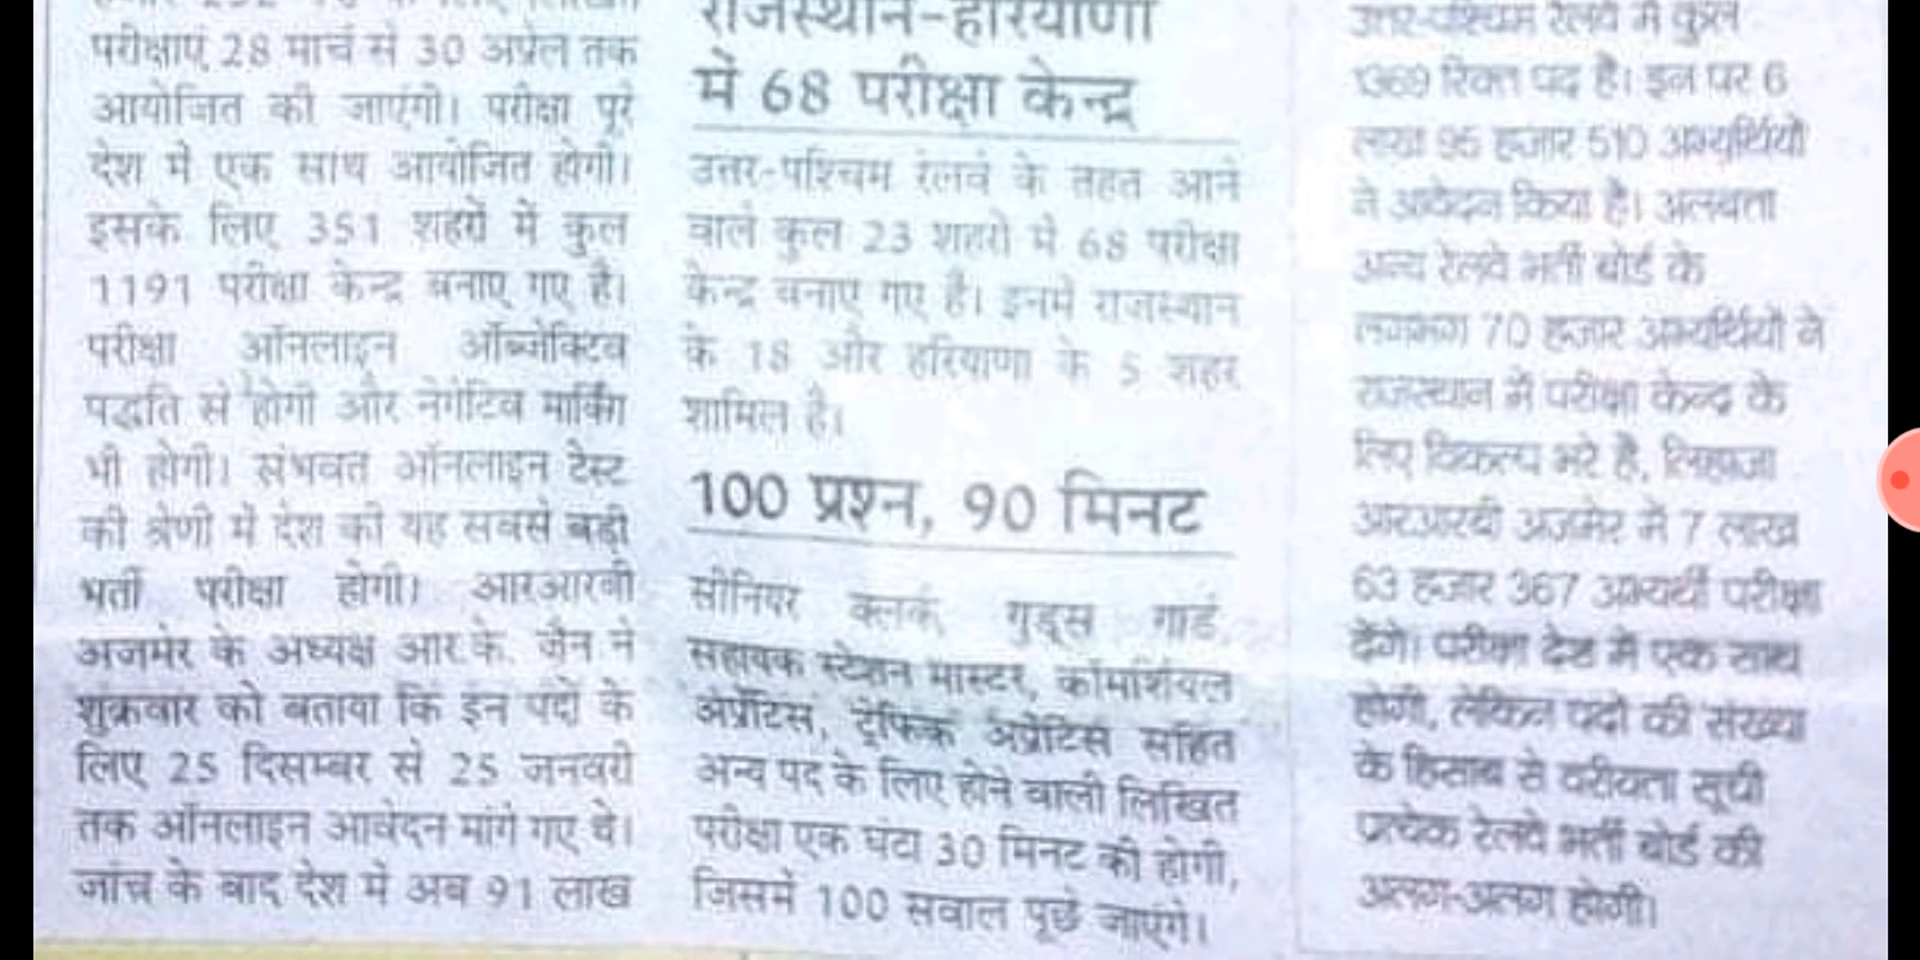 परीक्षाएं 28 मार्च से 30 अप्रेल तक
आयोजित की जाएंगी। परीक्षा पूरे
देश में एक साथ आयोजित होगी।
इसके लिए 351 शहरों में कुल
1191 परीक्षा केन्द्र बनाए गए है।
परीक्षा ऑनलाइन ऑब्जेक्टिव
पद्धति से होगी और नेगेटिव मार्किंग
भी होगी। संभवत ऑनलाइन टेस्ट
की श्रेणी में देश की यह सबसे बड़ी
भर्ती परीक्षा होगी। आरआरबी
अजमेर के अध्यक्ष आर.के. जैन ने
शुक्रवार को बताया कि इन पदों के
लिए 25 दिसम्बर से 25 जनवरी
तक ऑनलाइन आवेदन मांगे गए थे।
जांच के बाद देश में अब 91 लाख
राजस्थान-हरियाणा
में 68 परीक्षा केन्द्र
उत्तर-पश्चिम रेलवे के तहत आने
वाले कुल 23 शहरों में 68 परीक्षा
केन्द्र बनाए गए है। इनमें राजस्थान
के 18 और हरियाणा के 5 शहर
शामिल है।
100 प्रश्न, 90 मिनट
सीनियर क्लर्क, गुड्स गार्ड,
सहायक स्टेशन मास्टर, कॉमर्शियल
अप्रेंटिस, ट्रेफिक अप्रेंटिस सहित
अन्य पद के लिए होने वाली लिखित
परीक्षा एक घंटा 30 मिनट की होगी,
जिसमें 100 सवाल पूछे जाएंगे।
उत्तर-पश्चिम रेलवे में कुल
1369 रिक्त पद है। इन पर 6
लाख 95 हजार 510 अभ्यर्थियों
ने आवेदन किया है। अलबत्ता
अन्य रेलवे भर्ती बोर्ड के
लगभग 70 हजार अभ्यर्थियों ने
राजस्थान में परीक्षा केन्द्र के
लिए विकल्प भरे है, लिहाजा
आरआरबी अजमेर में 7 लाख
63 हजार 367 अभ्यर्थी परीक्षा
देंगे। परीक्षा देश में एक साथ
होगी, लेकिन पदों की संख्या
के हिसाब से वरीयता सूची
प्रत्येक रेलवे भर्ती बोर्ड की
अलग-अलग होगी।